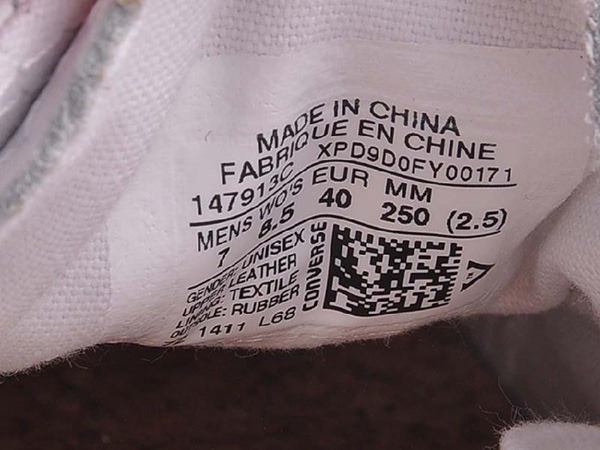 MADE IN CHINA
FABRIQUE EN CHINE
147913C XPD9D0FY00171
MENS WO'S EUR MM
7 8.5 40 250 (2.5)
GENDER: UNISEX
UPPER: LEATHER
LINING: TEXTILE
OUTSOLE: RUBBER
1411 L68
CONVERSE